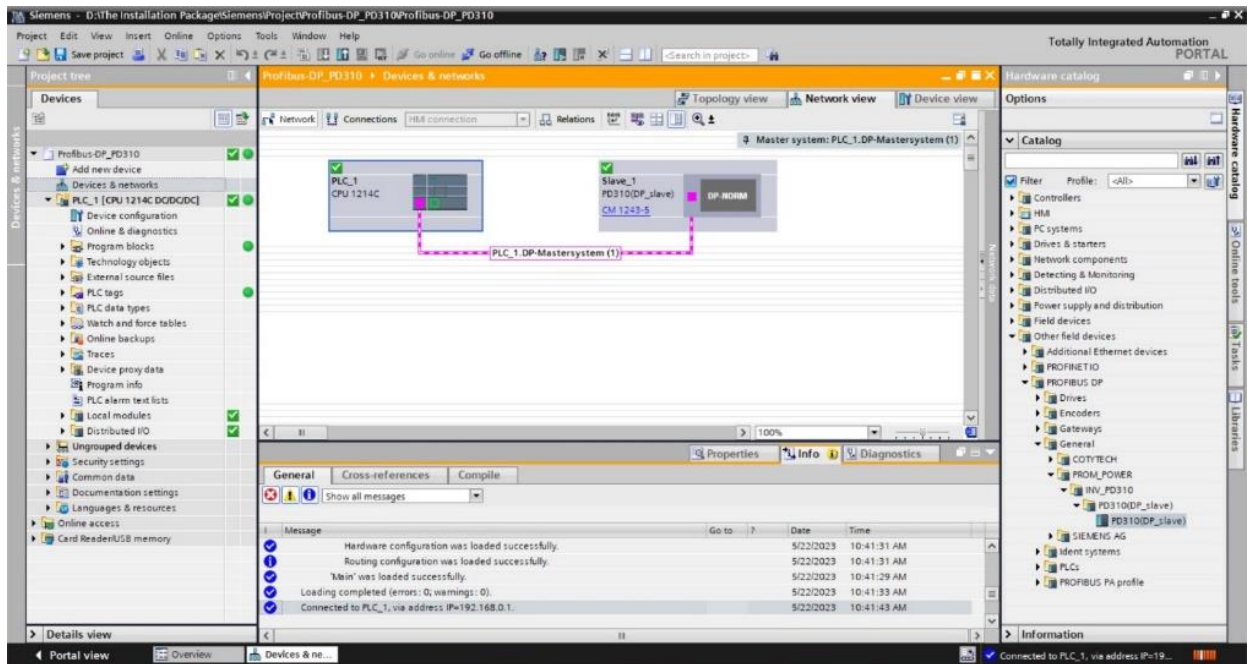 Siemens - D:\The Installation Package\Siemens\Project\Profibus-DP_PD310\Profibus-DP_PD310
Project Edit View Insert Online Options Tools Window Help
Save project Go online Go offline <Search in project>
Totally Integrated Automation
PORTAL
Project tree
Devices
Profibus-DP_PD310
Add new device
Devices & networks
PLC_1 [CPU 1214C DC/DC/DC]
Device configuration
Online & diagnostics
Program blocks
Technology objects
External source files
PLC tags
PLC data types
Watch and force tables
Online backups
Traces
Device proxy data
Program info
PLC alarm text lists
Local modules
Distributed I/O
Ungrouped devices
Security settings
Common data
Documentation settings
Languages & resources
Online access
Card Reader/USB memory
Details view
Devices & networks
Profibus-DP_PD310 Devices & networks
Topology view Network view Device view
Network Connections HMI connection Relations
Master system: PLC_1.DP-Mastersystem (1)
PLC_1
CPU 1214C
Slave_1
PD310(DP_slave)
CM 1243-5
DP-NORM
PLC_1.DP-Mastersystem (1)
Network data
100%
Properties Info Diagnostics
General Cross-references Compile
Show all messages
! Message Go to ? Date Time
Hardware configuration was loaded successfully. 5/22/2023 10:41:31 AM
Routing configuration was loaded successfully. 5/22/2023 10:41:31 AM
'Main' was loaded successfully. 5/22/2023 10:41:29 AM
Loading completed (errors: 0; warnings: 0). 5/22/2023 10:41:33 AM
Connected to PLC_1, via address IP=192.168.0.1. 5/22/2023 10:41:43 AM
Hardware catalog
Options
Catalog
Filter Profile: <All>
Controllers
HMI
PC systems
Drives & starters
Network components
Detecting & Monitoring
Distributed I/O
Power supply and distribution
Field devices
Other field devices
Additional Ethernet devices
PROFINET IO
PROFIBUS DP
Drives
Encoders
Gateways
General
COTYTECH
PROM_POWER
INV_PD310
PD310(DP_slave)
PD310(DP_slave)
SIEMENS AG
Ident systems
PLCs
PROFIBUS PA profile
Information
Hardware catalog
Online tools
Tasks
Libraries
Portal view Overview Devices & ne... Connected to PLC_1, via address IP=19...